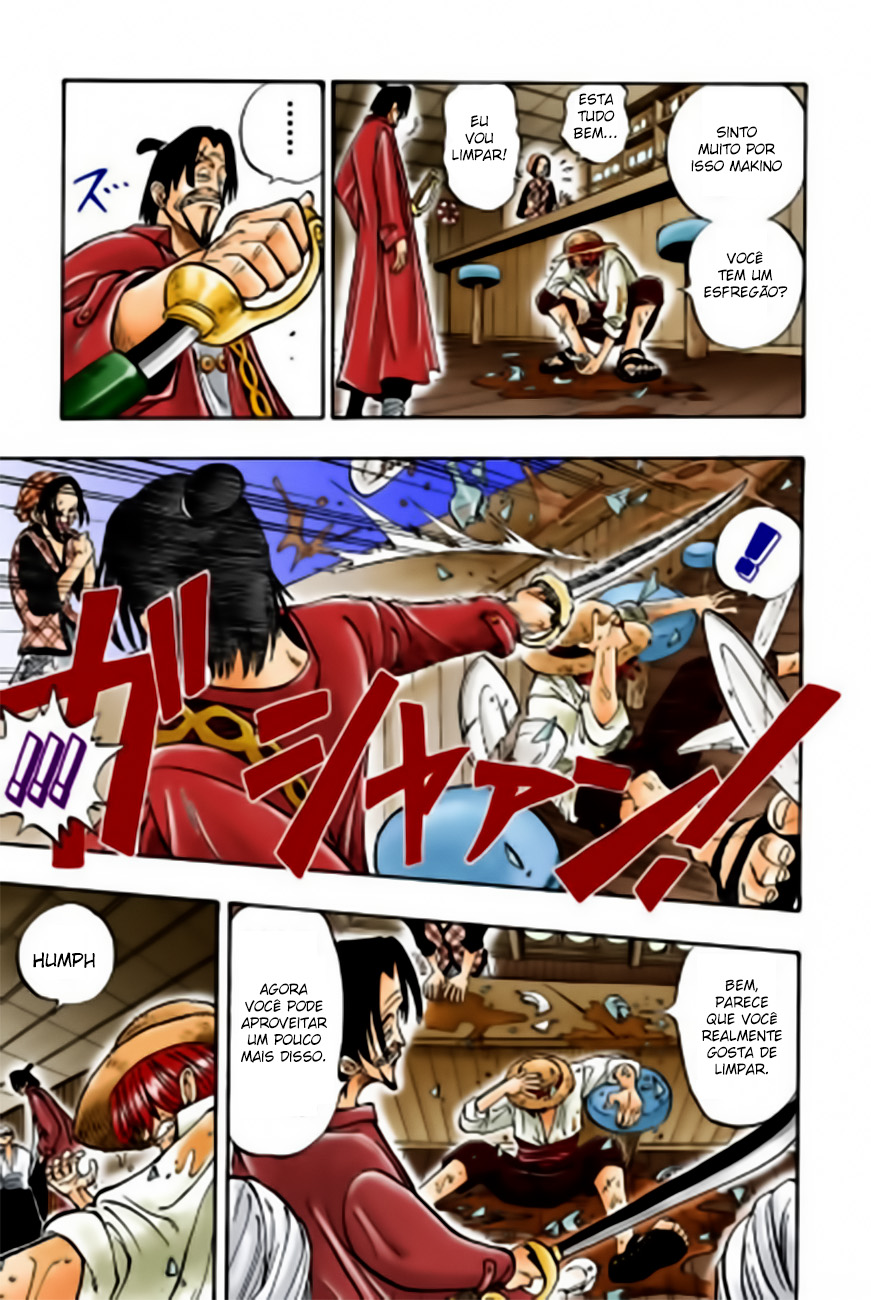 SINTO
MUITO POR
ISSO MAKINO
VOCÊ
TEM UM
ESFREGÃO?
ESTA
TUDO
BEM...
EU
VOU
LIMPAR!
......
ズ...
!
ガシャアン!
!!!
BEM,
PARECE
QUE VOCÊ
REALMENTE
GOSTA DE
LIMPAR.
AGORA
VOCÊ PODE
APROVEITAR
UM POUCO
MAIS DISSO.
HUMPH